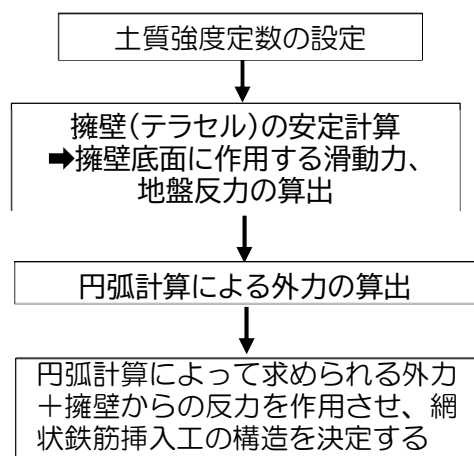 土質強度定数の設定
擁壁(テラセル)の安定計算
➡擁壁底面に作用する滑動力、
地盤反力の算出
円弧計算による外力の算出
円弧計算によって求められる外力
＋擁壁からの反力を作用させ、網
状鉄筋挿入工の構造を決定する